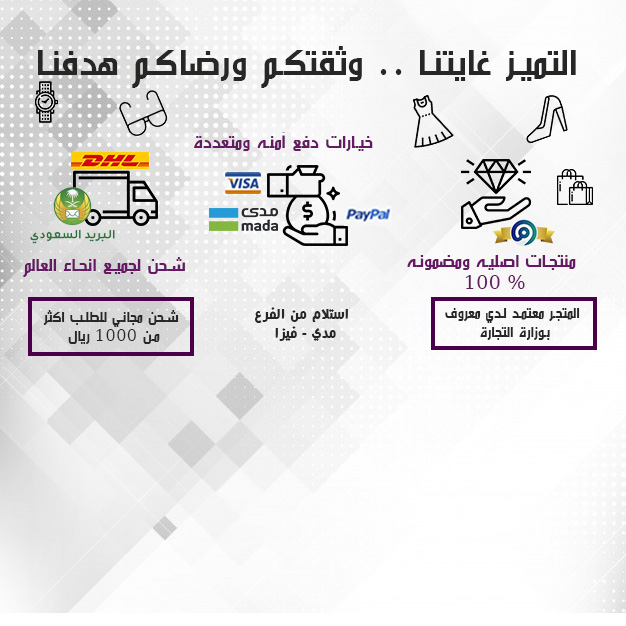 التميز غايتنا .. وثقتكم ورضاكم هدفنا
خيارات دفع آمنه ومتعددة
DHL
VISA
مدى
mada
PayPal
البريد السعودي
منتجات اصليه ومضمونه
100 %
شحن لجميع انحاء العالم
المتجر معتمد لدي معروف
بوزارة التجارة
استلام من الفرع
مدي - فيزا
شحن مجاني للطلب اكثر
من 1000 ريال